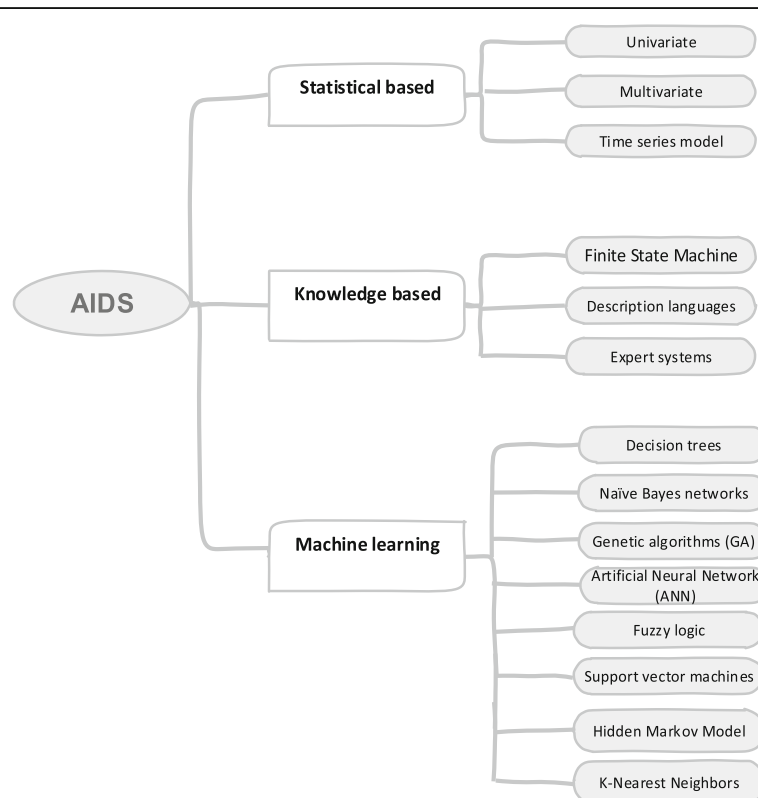 AIDS
Statistical based
Univariate
Multivariate
Time series model
Knowledge based
Finite State Machine
Description languages
Expert systems
Machine learning
Decision trees
Naïve Bayes networks
Genetic algorithms (GA)
Artificial Neural Network
(ANN)
Fuzzy logic
Support vector machines
Hidden Markov Model
K-Nearest Neighbors